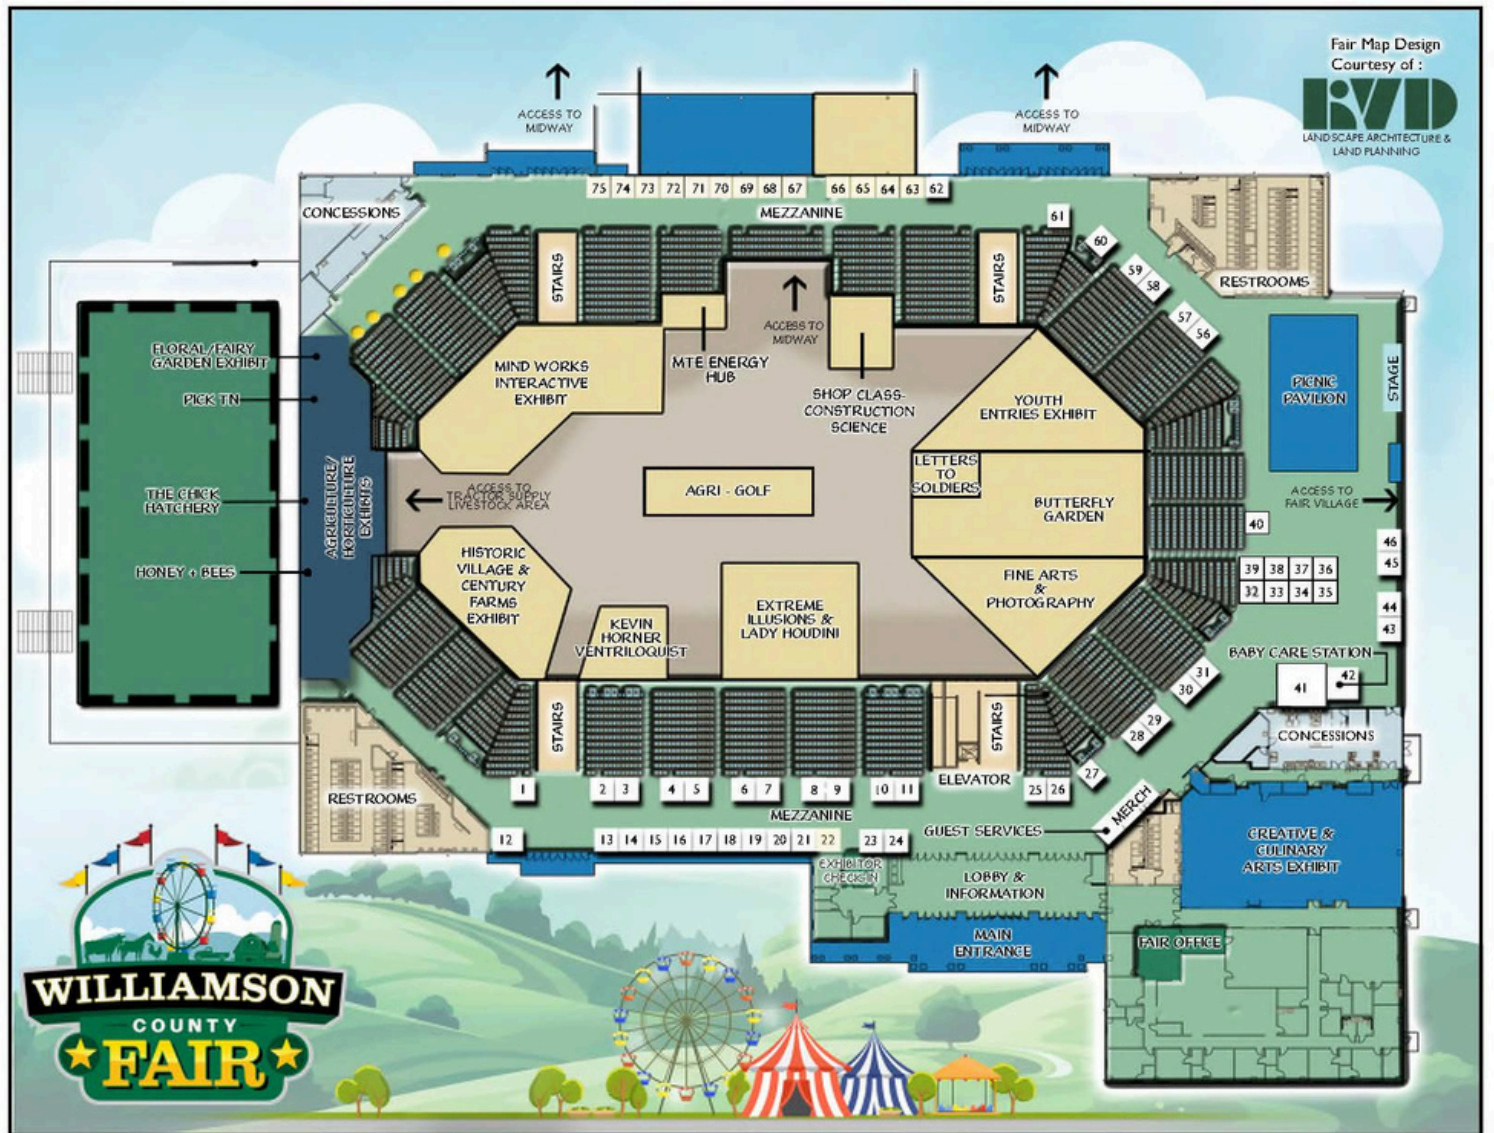 Fair Map Design
Courtesy of :
RVD
LANDSCAPE ARCHITECTURE &
LAND PLANNING
ACCESS TO
MIDWAY
ACCESS TO
MIDWAY
75 74 73 72 71 70 69 68 67 66 65 64 63 62
MEZZANINE
CONCESSIONS
61
60
59
58
57
56
RESTROOMS
STAIRS
STAIRS
ACCESS TO
MIDWAY
FLORAL/FAIRY
GARDEN EXHIBIT
PICK TN
THE CHICK
HATCHERY
HONEY + BEES
AGRICULTURE/
HORTICULTURE
EXHIBITS
MIND WORKS
INTERACTIVE
EXHIBIT
MTE ENERGY
HUB
SHOP CLASS-
CONSTRUCTION
SCIENCE
YOUTH
ENTRIES EXHIBIT
PICNIC
PAVILION
STAGE
LETTERS
TO
SOLDIERS
BUTTERFLY
GARDEN
AGRI - GOLF
ACCESS TO
TRACTOR SUPPLY
LIVESTOCK AREA
ACCESS TO
FAIR VILLAGE
40
46
45
39 38 37 36
32 33 34 35
44
43
HISTORIC
VILLAGE &
CENTURY
FARMS
EXHIBIT
KEVIN
HORNER
VENTRILOQUIST
EXTREME
ILLUSIONS &
LADY HOUDINI
FINE ARTS
&
PHOTOGRAPHY
BABY CARE STATION
41
42
31
30
29
28
27
CONCESSIONS
STAIRS
STAIRS
ELEVATOR
RESTROOMS
1 2 3 4 5 6 7 8 9 10 11 25 26
MEZZANINE
MERCH
12 13 14 15 16 17 18 19 20 21 22 23 24
GUEST SERVICES
EXHIBITOR
CHECK-IN
LOBBY &
INFORMATION
CREATIVE &
CULINARY
ARTS EXHIBIT
MAIN
ENTRANCE
FAIR OFFICE
WILLIAMSON
COUNTY
FAIR